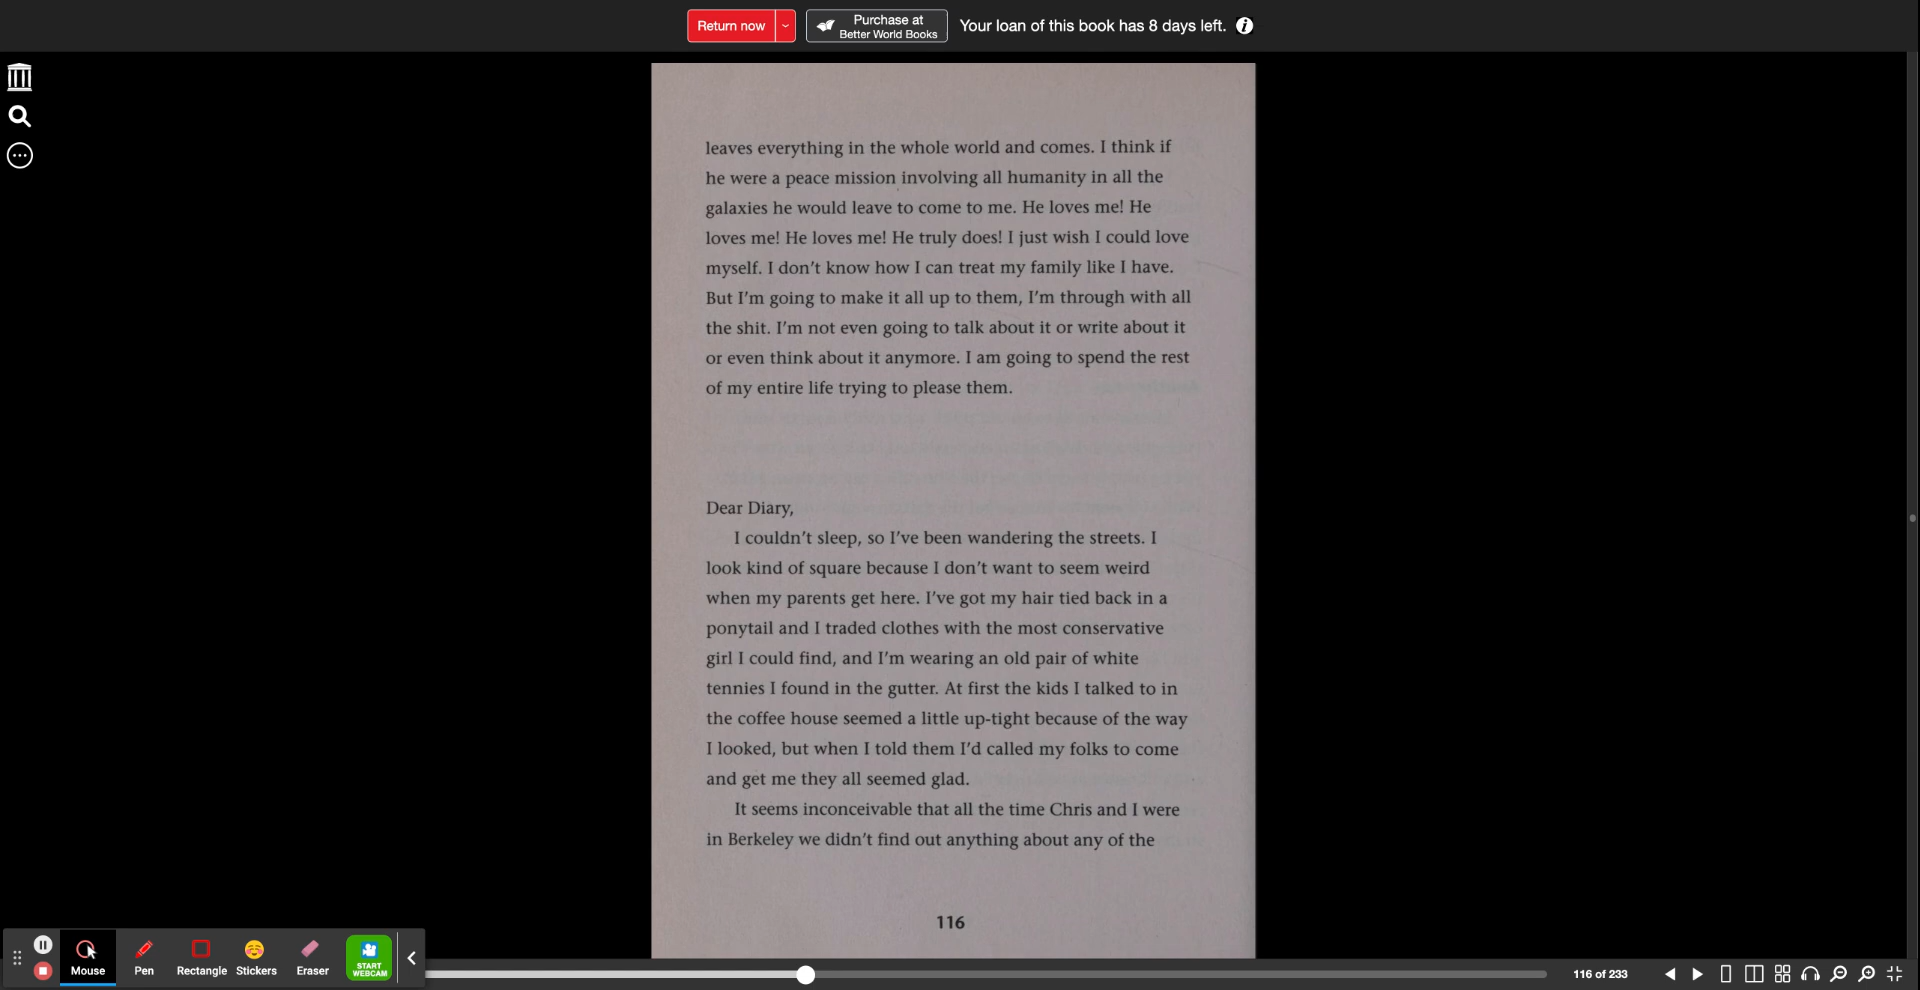 Return now
Purchase at
Better World Books
Your loan of this book has 8 days left.
leaves everything in the whole world and comes. I think if
he were a peace mission involving all humanity in all the
galaxies he would leave to come to me. He loves me! He
loves me! He loves me! He truly does! I just wish I could love
myself. I don't know how I can treat my family like I have.
But I'm going to make it all up to them, I'm through with all
the shit. I'm not even going to talk about it or write about it
or even think about it anymore. I am going to spend the rest
of my entire life trying to please them.
Dear Diary,
I couldn't sleep, so I've been wandering the streets. I
look kind of square because I don't want to seem weird
when my parents get here. I've got my hair tied back in a
ponytail and I traded clothes with the most conservative
girl I could find, and I'm wearing an old pair of white
tennies I found in the gutter. At first the kids I talked to in
the coffee house seemed a little up-tight because of the way
I looked, but when I told them I'd called my folks to come
and get me they all seemed glad.
It seems inconceivable that all the time Chris and I were
in Berkeley we didn't find out anything about any of the
116
Mouse
Pen
Rectangle
Stickers
Eraser
START
WEBCAM
116 of 233